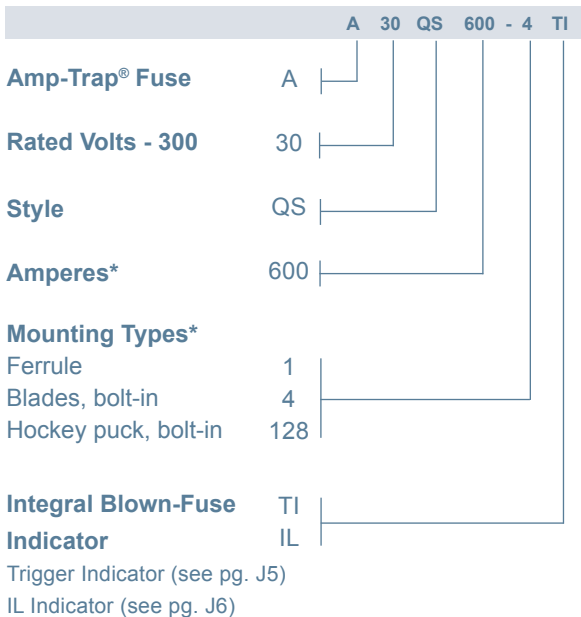 A 30 QS 600 - 4 TI
Amp-Trap® Fuse A
Rated Volts - 300 30
Style QS
Amperes* 600
Mounting Types*
Ferrule 1
Blades, bolt-in 4
Hockey puck, bolt-in 128
Integral Blown-Fuse TI
Indicator IL
Trigger Indicator (see pg. J5)
IL Indicator (see pg. J6)